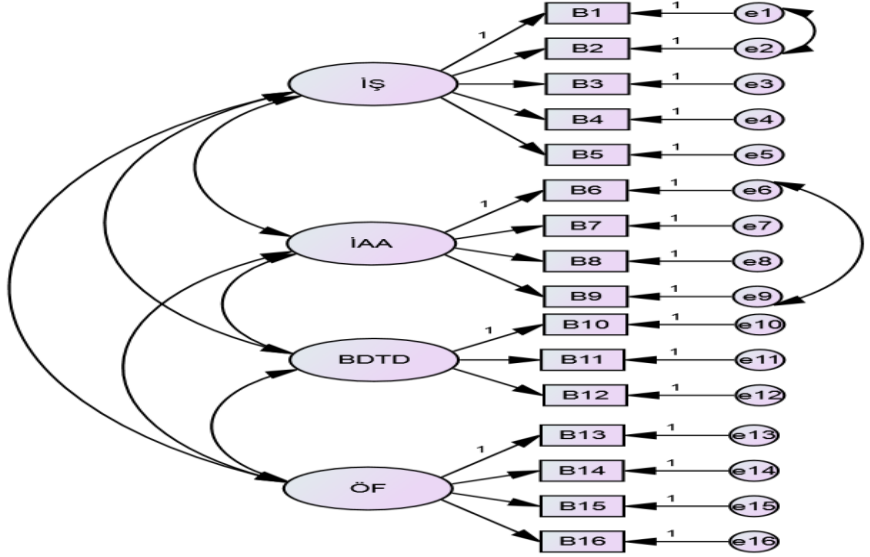 B1 1 e1
1
B2 1 e2
İŞ B3 1 e3
B4 1 e4
B5 1 e5
B6 1 e6
1
B7 1 e7
İAA
B8 1 e8
B9 1 e9
B10 1 e10
1
BDTD B11 1 e11
B12 1 e12
B13 1 e13
1
B14 1 e14
ÖF
B15 1 e15
B16 1 e16